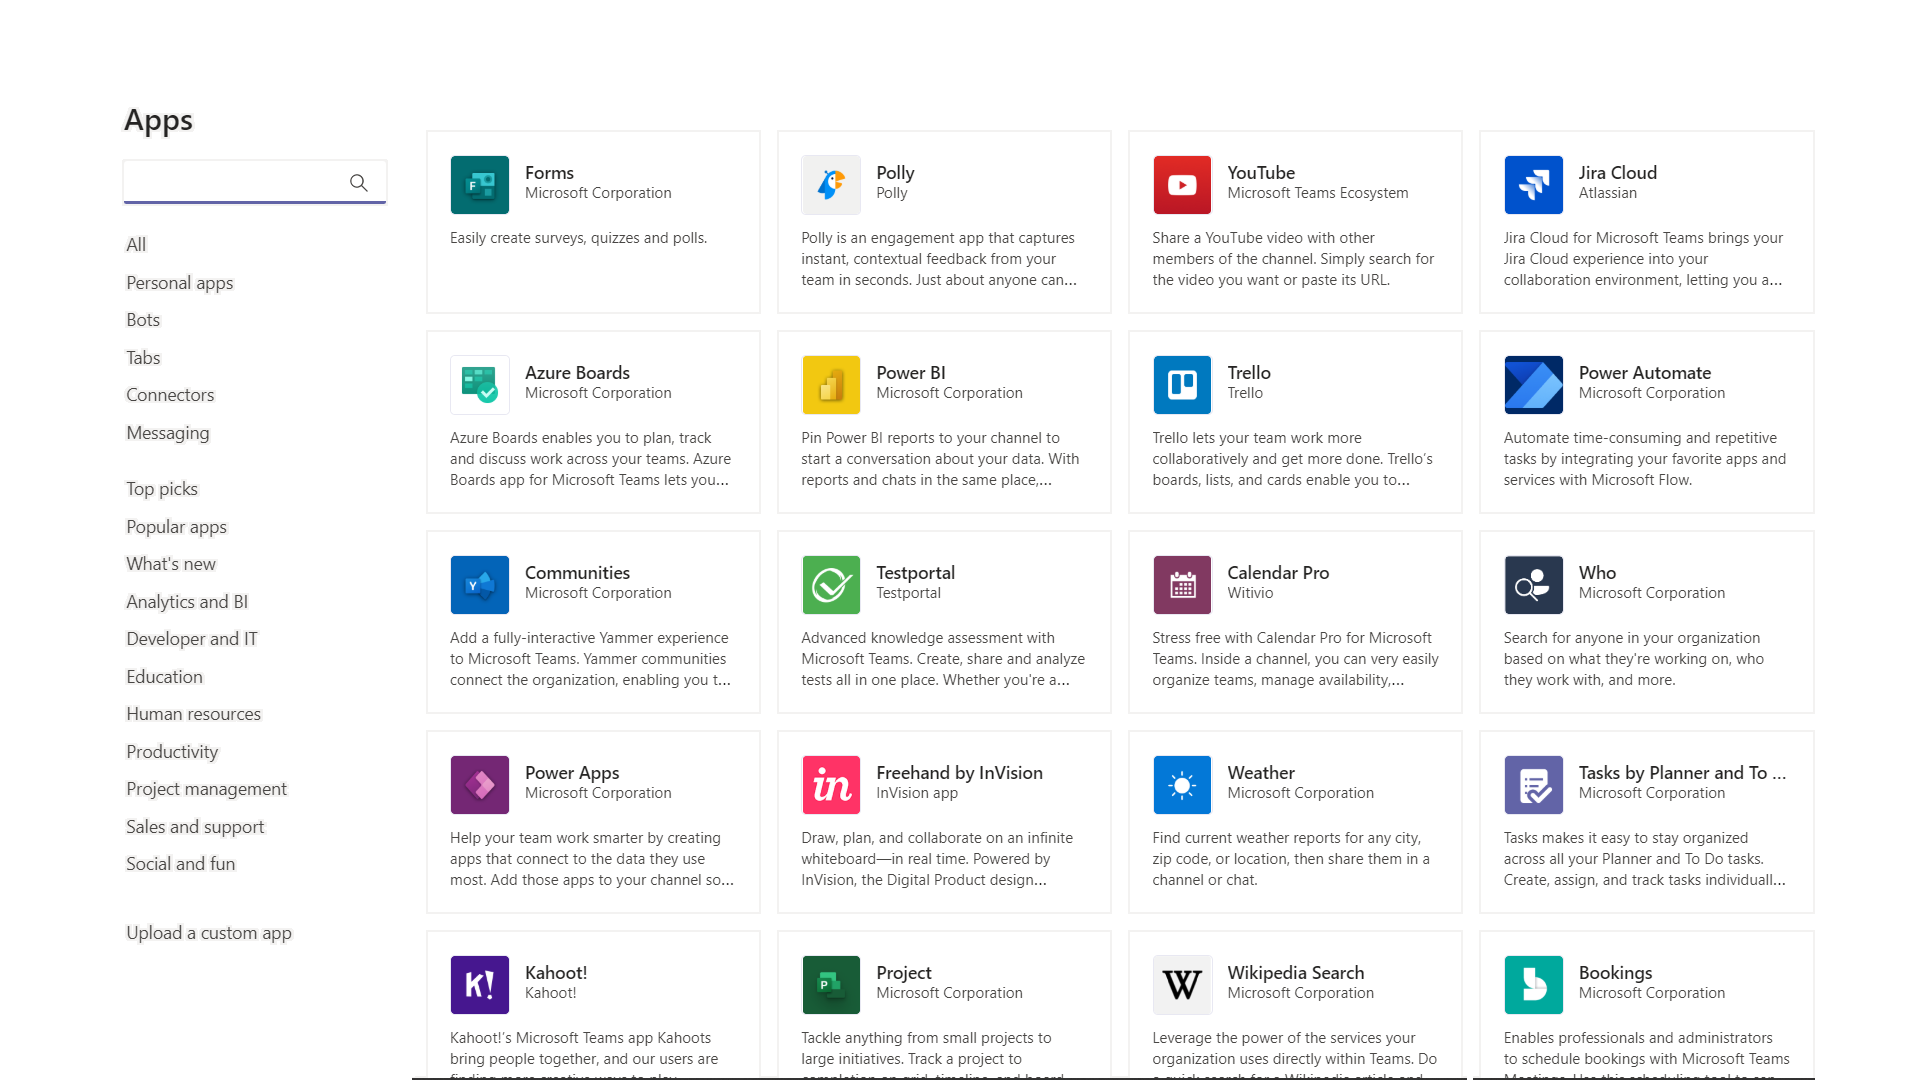 Apps
All
Personal apps
Bots
Tabs
Connectors
Messaging
Top picks
Popular apps
What's new
Analytics and BI
Developer and IT
Education
Human resources
Productivity
Project management
Sales and support
Social and fun
Upload a custom app
Forms
Microsoft Corporation
Easily create surveys, quizzes and polls.
Polly
Polly
Polly is an engagement app that captures
instant, contextual feedback from your
team in seconds. Just about anyone can...
YouTube
Microsoft Teams Ecosystem
Share a YouTube video with other
members of the channel. Simply search for
the video you want or paste its URL.
Jira Cloud
Atlassian
Jira Cloud for Microsoft Teams brings your
Jira Cloud experience into your
collaboration environment, letting you a...
Azure Boards
Microsoft Corporation
Azure Boards enables you to plan, track
and discuss work across your teams. Azure
Boards app for Microsoft Teams lets you...
Power BI
Microsoft Corporation
Pin Power BI reports to your channel to
start a conversation about your data. With
reports and chats in the same place,...
Trello
Trello
Trello lets your team work more
collaboratively and get more done. Trello's
boards, lists, and cards enable you to...
Power Automate
Microsoft Corporation
Automate time-consuming and repetitive
tasks by integrating your favorite apps and
services with Microsoft Flow.
Communities
Microsoft Corporation
Add a fully-interactive Yammer experience
to Microsoft Teams. Yammer communities
connect the organization, enabling you t...
Testportal
Testportal
Advanced knowledge assessment with
Microsoft Teams. Create, share and analyze
tests all in one place. Whether you're a...
Calendar Pro
Witivio
Stress free with Calendar Pro for Microsoft
Teams. Inside a channel, you can very easily
organize teams, manage availability,...
Who
Microsoft Corporation
Search for anyone in your organization
based on what they're working on, who
they work with, and more.
Power Apps
Microsoft Corporation
Help your team work smarter by creating
apps that connect to the data they use
most. Add those apps to your channel so...
in
Freehand by InVision
InVision app
Draw, plan, and collaborate on an infinite
whiteboard—in real time. Powered by
InVision, the Digital Product design...
Weather
Microsoft Corporation
Find current weather reports for any city,
zip code, or location, then share them in a
channel or chat.
Tasks by Planner and To ...
Microsoft Corporation
Tasks makes it easy to stay organized
across all your Planner and To Do tasks.
Create, assign, and track tasks individuall...
K!
Kahoot!
Kahoot!
Kahoot!'s Microsoft Teams app Kahoots
bring people together, and our users are
Project
Microsoft Corporation
Tackle anything from small projects to
large initiatives. Track a project to
W
Wikipedia Search
Microsoft Corporation
Leverage the power of the services your
organization uses directly within Teams. Do
Bookings
Microsoft Corporation
Enables professionals and administrators
to schedule bookings with Microsoft Teams